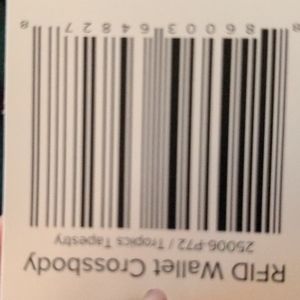 RFID Wallet Crossbody
25006-P72 / Tropics Tapestry
8 86003 64827 8